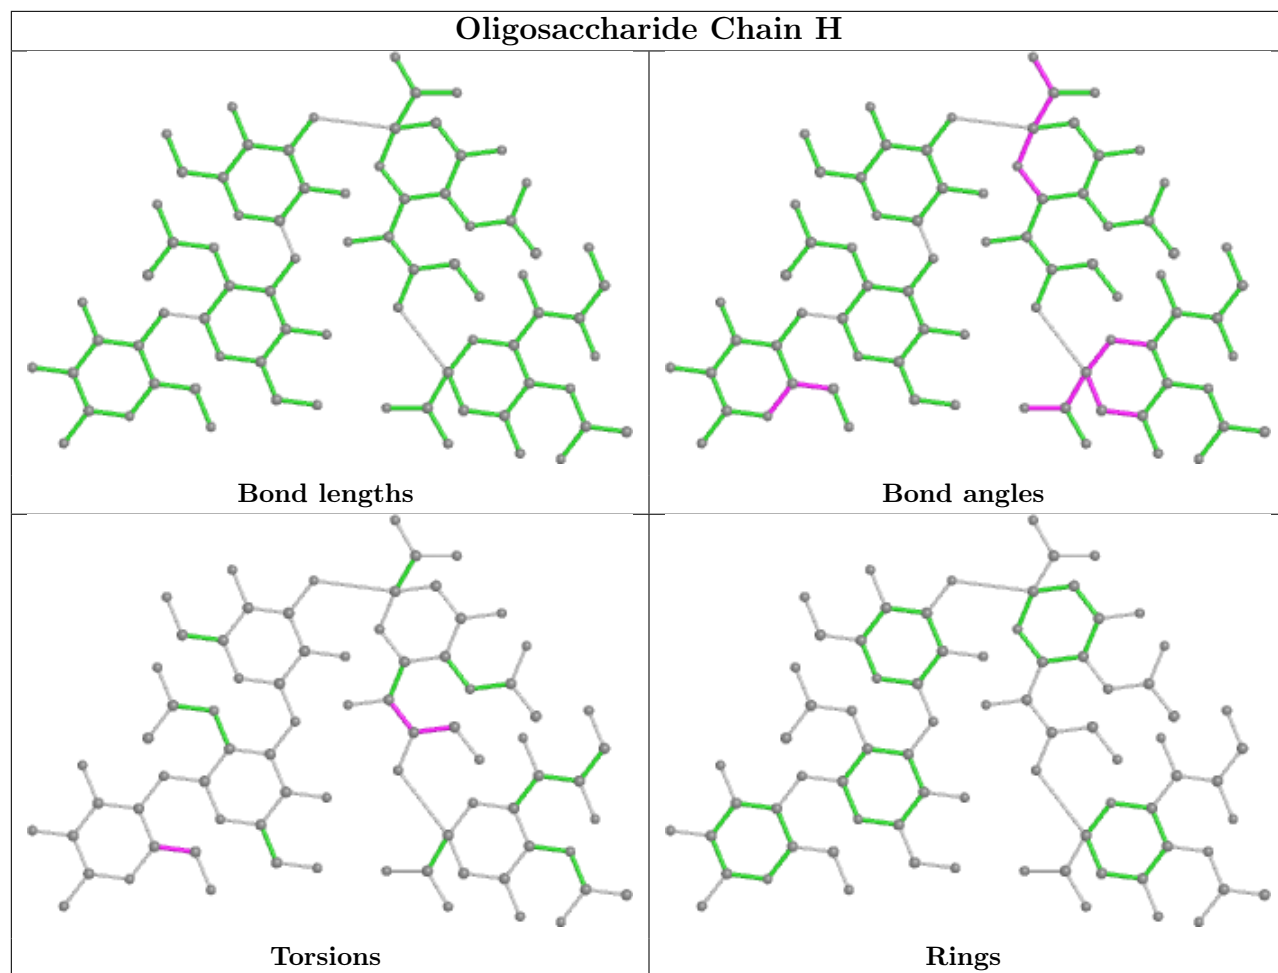 Oligosaccharide Chain H
Bond lengths
Bond angles
Torsions
Rings